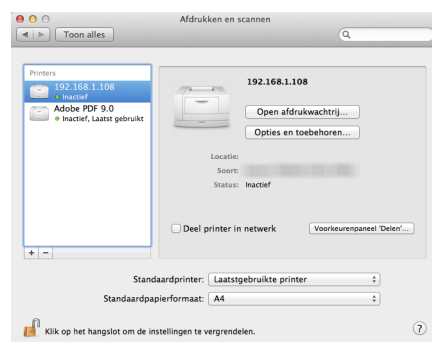 Afdrukken en scannen
Toon alles
Printers
192.168.1.108
Inactief
Adobe PDF 9.0
Inactief, Laatst gebruikt
192.168.1.108
Open afdrukwachtrij...
Opties en toebehoren...
Locatie:
Soort:
Status: Inactief
Deel printer in netwerk
Voorkeurenpaneel 'Delen'...
+ −
Standaardprinter: Laatstgebruikte printer
Standaardpapierformaat: A4
Klik op het hangslot om de instellingen te vergrendelen.
?